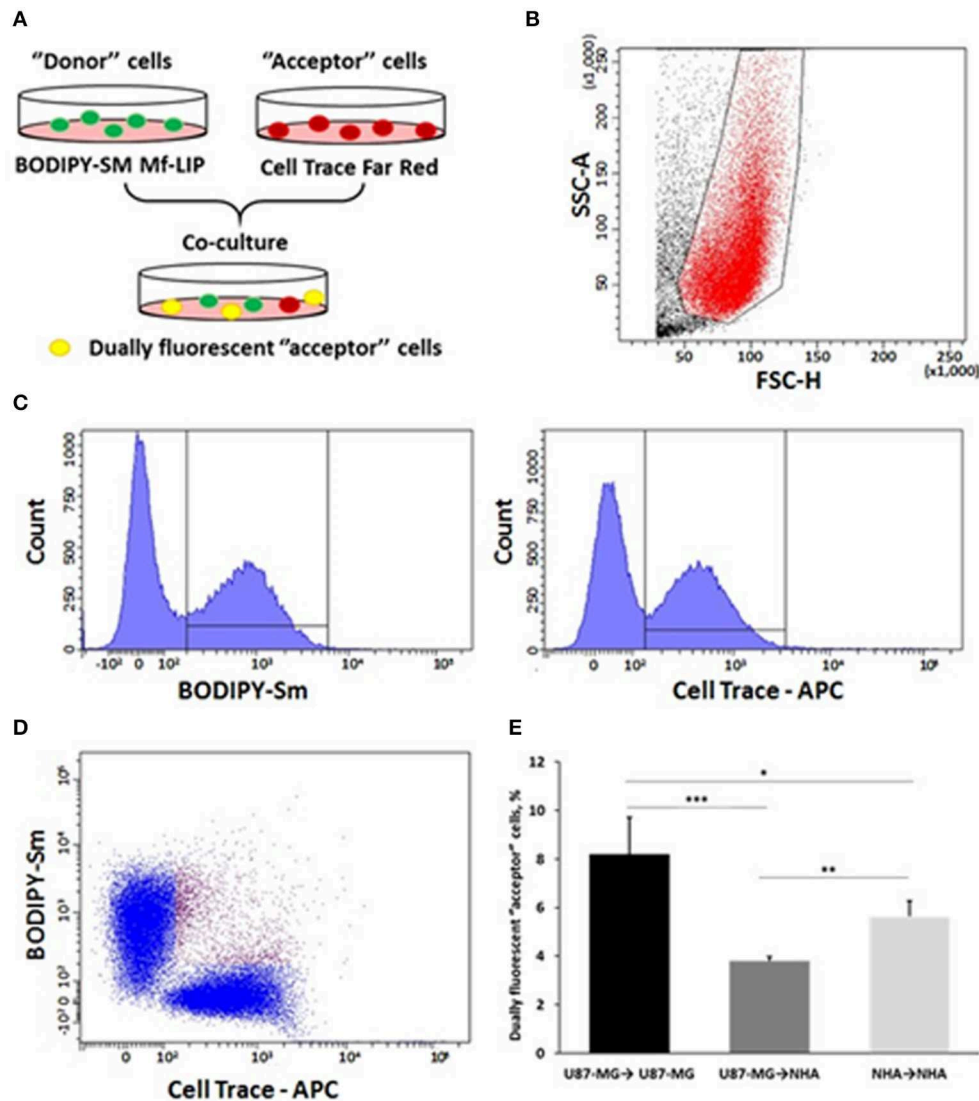 A
"Donor" cells
"Acceptor" cells
BODIPY-SM Mf-LIP
Cell Trace Far Red
Co-culture
Dually fluorescent "acceptor" cells
B
SSC-A
(x1,000)
250
200
150
100
50
50 100 150 200 250
(x1,000)
FSC-H
C
Count
1000
750
500
250
0
-10² 0 10² 10³ 10⁴ 10⁵
BODIPY-Sm
Count
1000
750
500
250
0
0 10² 10³ 10⁴
Cell Trace - APC
D
BODIPY-Sm
10⁴
10³
10²
0
-10²
0 10² 10³ 10⁴ 10⁵
Cell Trace - APC
E
Dually fluorescent "acceptor" cells, %
12
10
8
6
4
2
0
*
***
**
U87-MG→ U87-MG
U87-MG→NHA
NHA→NHA